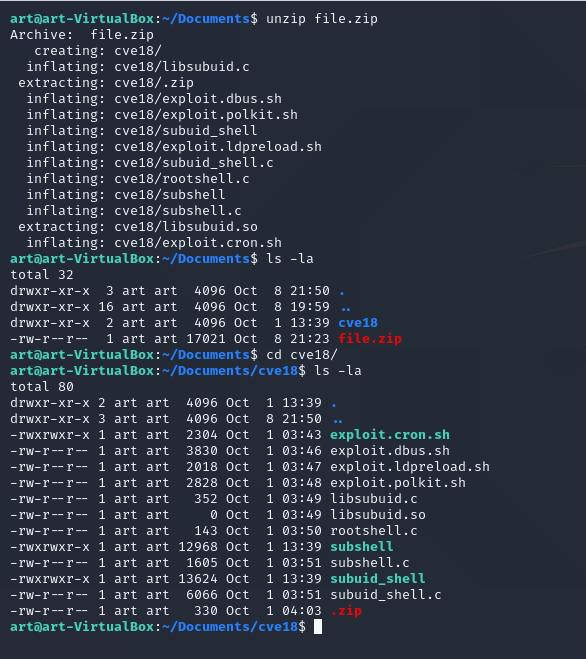 art@art-VirtualBox:~/Documents$ unzip file.zip
Archive:  file.zip
   creating: cve18/
  inflating: cve18/libsubuid.c
 extracting: cve18/.zip
  inflating: cve18/exploit.dbus.sh
  inflating: cve18/exploit.polkit.sh
  inflating: cve18/subuid_shell
  inflating: cve18/exploit.ldpreload.sh
  inflating: cve18/subuid_shell.c
  inflating: cve18/rootshell.c
  inflating: cve18/subshell
  inflating: cve18/subshell.c
 extracting: cve18/libsubuid.so
  inflating: cve18/exploit.cron.sh
art@art-VirtualBox:~/Documents$ ls -la
total 32
drwxr-xr-x  3 art art  4096 Oct  8 21:50 .
drwxr-xr-x 16 art art  4096 Oct  8 19:59 ..
drwxr-xr-x  2 art art  4096 Oct  1 13:39 cve18
-rw-r--r--  1 art art 17021 Oct  8 21:23 file.zip
art@art-VirtualBox:~/Documents$ cd cve18/
art@art-VirtualBox:~/Documents/cve18$ ls -la
total 80
drwxr-xr-x 2 art art  4096 Oct  1 13:39 .
drwxr-xr-x 3 art art  4096 Oct  8 21:50 ..
-rwxrwxr-x 1 art art  2304 Oct  1 03:43 exploit.cron.sh
-rw-r--r-- 1 art art  3830 Oct  1 03:46 exploit.dbus.sh
-rw-r--r-- 1 art art  2018 Oct  1 03:47 exploit.ldpreload.sh
-rw-r--r-- 1 art art  2828 Oct  1 03:48 exploit.polkit.sh
-rw-r--r-- 1 art art   352 Oct  1 03:49 libsubuid.c
-rw-r--r-- 1 art art     0 Oct  1 03:49 libsubuid.so
-rw-r--r-- 1 art art   143 Oct  1 03:50 rootshell.c
-rwxrwxr-x 1 art art 12968 Oct  1 13:39 subshell
-rw-r--r-- 1 art art  1605 Oct  1 03:51 subshell.c
-rwxrwxr-x 1 art art 13624 Oct  1 13:39 subuid_shell
-rw-r--r-- 1 art art  6066 Oct  1 03:51 subuid_shell.c
-rw-r--r-- 1 art art   330 Oct  1 04:03 .zip
art@art-VirtualBox:~/Documents/cve18$